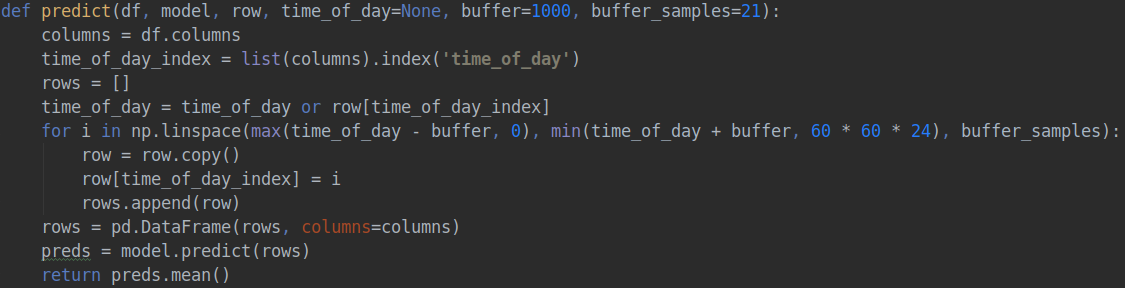 def predict(df, model, row, time_of_day=None, buffer=1000, buffer_samples=21):
    columns = df.columns
    time_of_day_index = list(columns).index('time_of_day')
    rows = []
    time_of_day = time_of_day or row[time_of_day_index]
    for i in np.linspace(max(time_of_day - buffer, 0), min(time_of_day + buffer, 60 * 60 * 24), buffer_samples):
        row = row.copy()
        row[time_of_day_index] = i
        rows.append(row)
    rows = pd.DataFrame(rows, columns=columns)
    preds = model.predict(rows)
    return preds.mean()